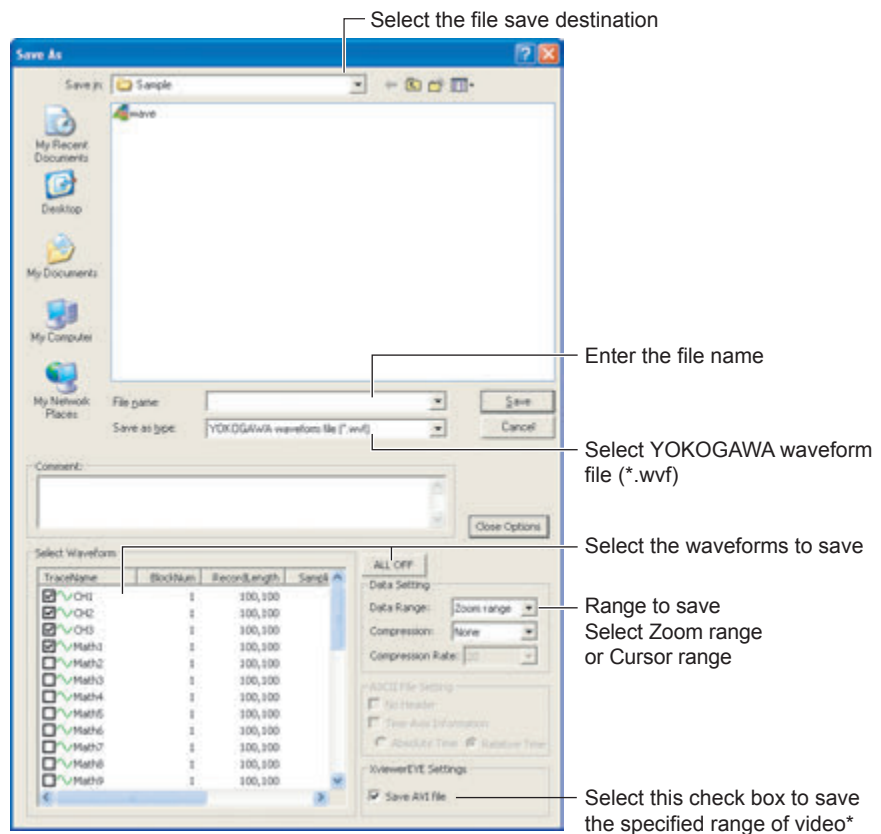 Select the file save destination
Save As
Save in: Sample
wave
My Recent
Documents
Desktop
My Documents
My Computer
My Network
Places
File name:
Save
Save as type: YOKOGAWA waveform file (*.wvf)
Cancel
Enter the file name
Select YOKOGAWA waveform
file (*.wvf)
Comment:
Close Options
Select the waveforms to save
Select Waveform
ALL OFF
TraceName BlockNum RecordLength Sampli
CH1 1 100,100
CH2 1 100,100
CH3 1 100,100
Math1 1 100,100
Math2 1 100,100
Math3 1 100,100
Math4 1 100,100
Math5 1 100,100
Math6 1 100,100
Math7 1 100,100
Math8 1 100,100
Math9 1 100,100
Data Setting
Data Range: Zoom range
Compression: None
Compression Rate: 20
Range to save
Select Zoom range
or Cursor range
ASCII File Setting
No Header
Time Axis Information
Absolute Time Relative Time
XviewerEYE Settings
Save AVI file
Select this check box to save
the specified range of video*